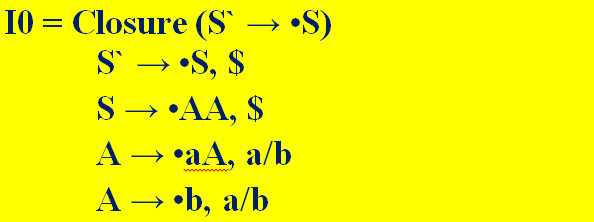 I0 = Closure (S` → •S)
S` → •S, $
S → •AA, $
A → •aA, a/b
A → •b, a/b